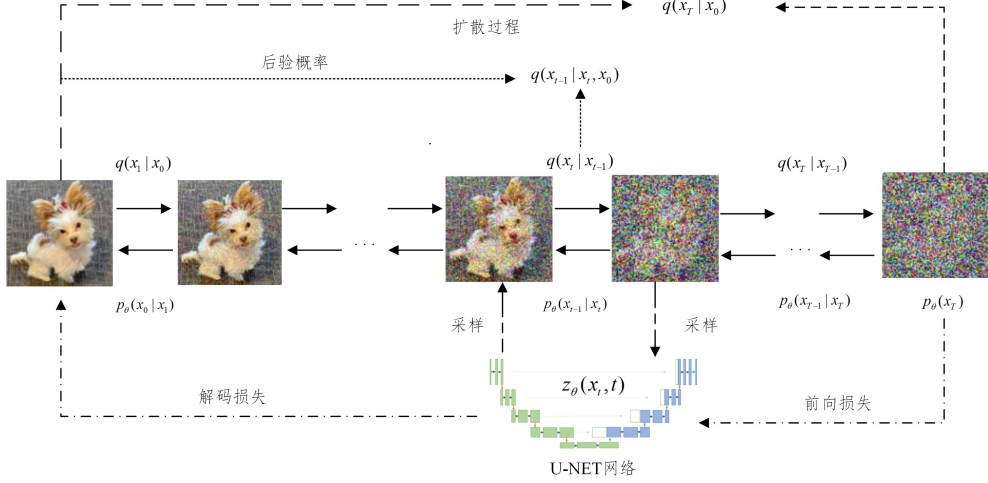 q(x_T | x_0)
扩散过程
后验概率
q(x_{t-1} | x_t, x_0)
q(x_1 | x_0)
q(x_t | x_{t-1})
q(x_T | x_{T-1})
...
...
p_θ(x_0 | x_1)
p_θ(x_{t-1} | x_t)
p_θ(x_{T-1} | x_T)
p_θ(x_T)
采样
采样
z_θ(x_t, t)
解码损失
前向损失
U-NET网络